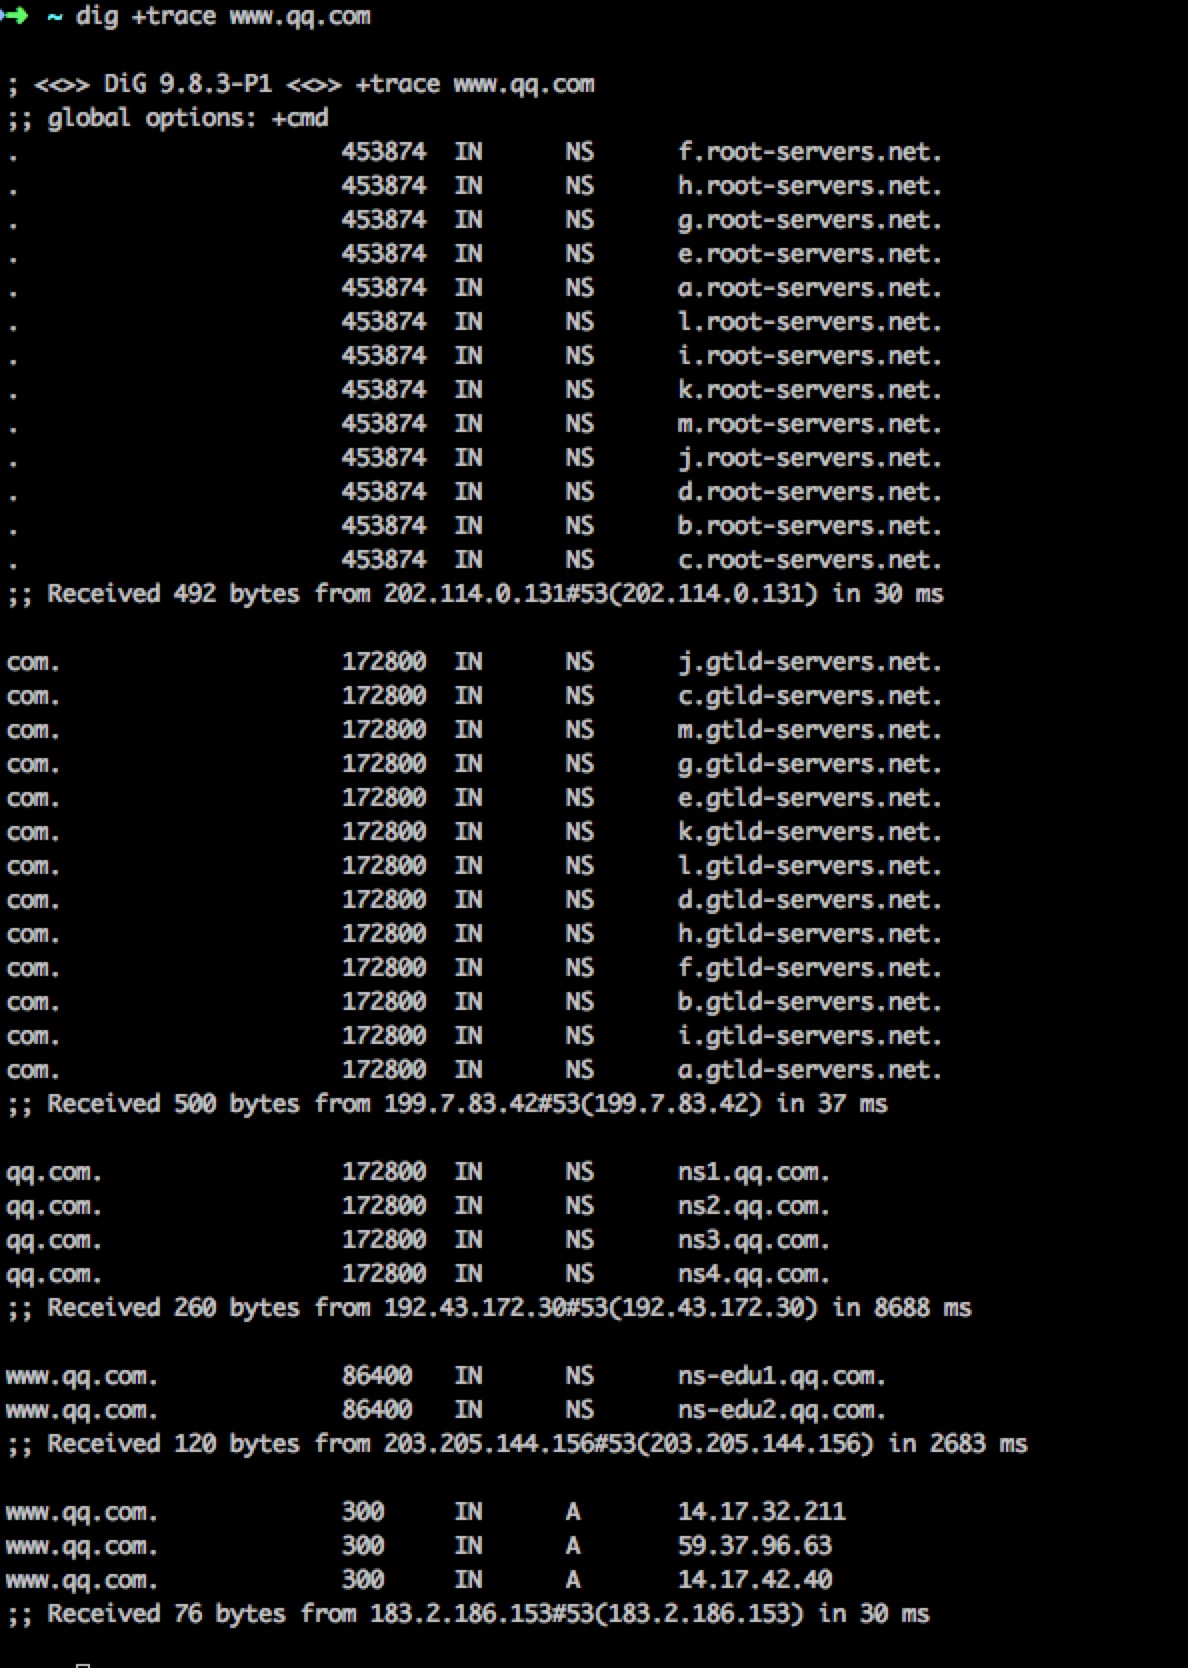 ➜ ~ dig +trace www.qq.com
; <<>> DiG 9.8.3-P1 <<>> +trace www.qq.com
;; global options: +cmd
. 453874 IN NS f.root-servers.net.
. 453874 IN NS h.root-servers.net.
. 453874 IN NS g.root-servers.net.
. 453874 IN NS e.root-servers.net.
. 453874 IN NS a.root-servers.net.
. 453874 IN NS l.root-servers.net.
. 453874 IN NS i.root-servers.net.
. 453874 IN NS k.root-servers.net.
. 453874 IN NS m.root-servers.net.
. 453874 IN NS j.root-servers.net.
. 453874 IN NS d.root-servers.net.
. 453874 IN NS b.root-servers.net.
. 453874 IN NS c.root-servers.net.
;; Received 492 bytes from 202.114.0.131#53(202.114.0.131) in 30 ms
com. 172800 IN NS j.gtld-servers.net.
com. 172800 IN NS c.gtld-servers.net.
com. 172800 IN NS m.gtld-servers.net.
com. 172800 IN NS g.gtld-servers.net.
com. 172800 IN NS e.gtld-servers.net.
com. 172800 IN NS k.gtld-servers.net.
com. 172800 IN NS l.gtld-servers.net.
com. 172800 IN NS d.gtld-servers.net.
com. 172800 IN NS h.gtld-servers.net.
com. 172800 IN NS f.gtld-servers.net.
com. 172800 IN NS b.gtld-servers.net.
com. 172800 IN NS i.gtld-servers.net.
com. 172800 IN NS a.gtld-servers.net.
;; Received 500 bytes from 199.7.83.42#53(199.7.83.42) in 37 ms
qq.com. 172800 IN NS ns1.qq.com.
qq.com. 172800 IN NS ns2.qq.com.
qq.com. 172800 IN NS ns3.qq.com.
qq.com. 172800 IN NS ns4.qq.com.
;; Received 260 bytes from 192.43.172.30#53(192.43.172.30) in 8688 ms
www.qq.com. 86400 IN NS ns-edu1.qq.com.
www.qq.com. 86400 IN NS ns-edu2.qq.com.
;; Received 120 bytes from 203.205.144.156#53(203.205.144.156) in 2683 ms
www.qq.com. 300 IN A 14.17.32.211
www.qq.com. 300 IN A 59.37.96.63
www.qq.com. 300 IN A 14.17.42.40
;; Received 76 bytes from 183.2.186.153#53(183.2.186.153) in 30 ms